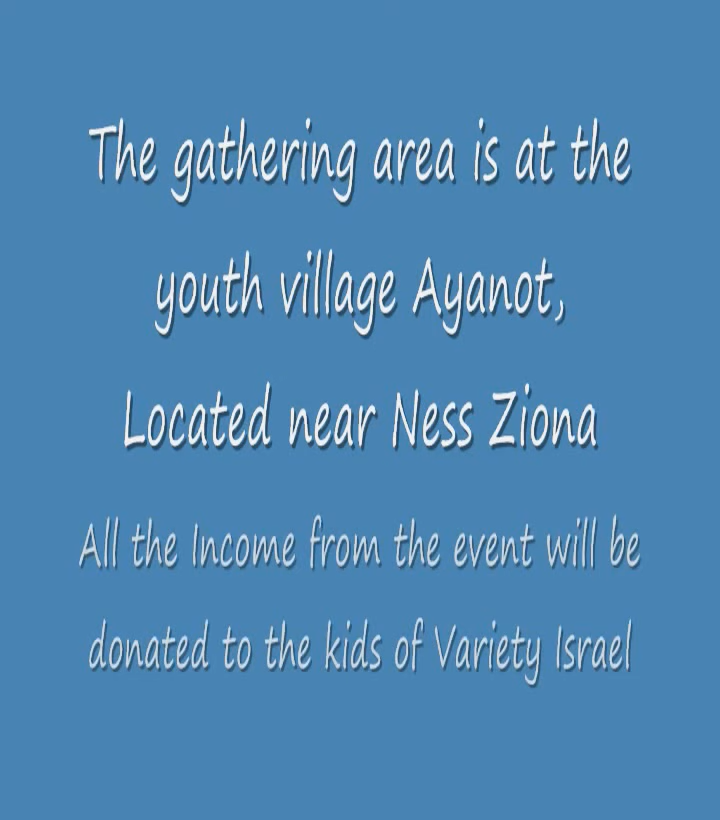 The gathering area is at the
youth village Ayanot,
Located near Ness Ziona
All the Income from the event will be
donated to the kids of Variety Israel